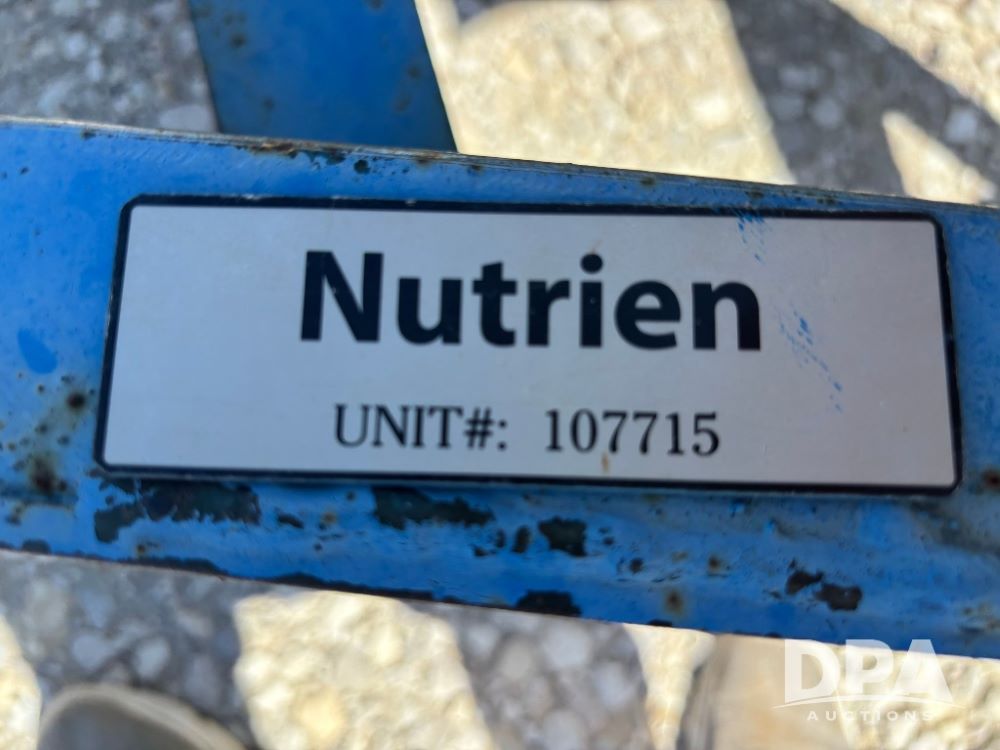 Nutrien
UNIT#: 107715
DPA
AUCTIONS